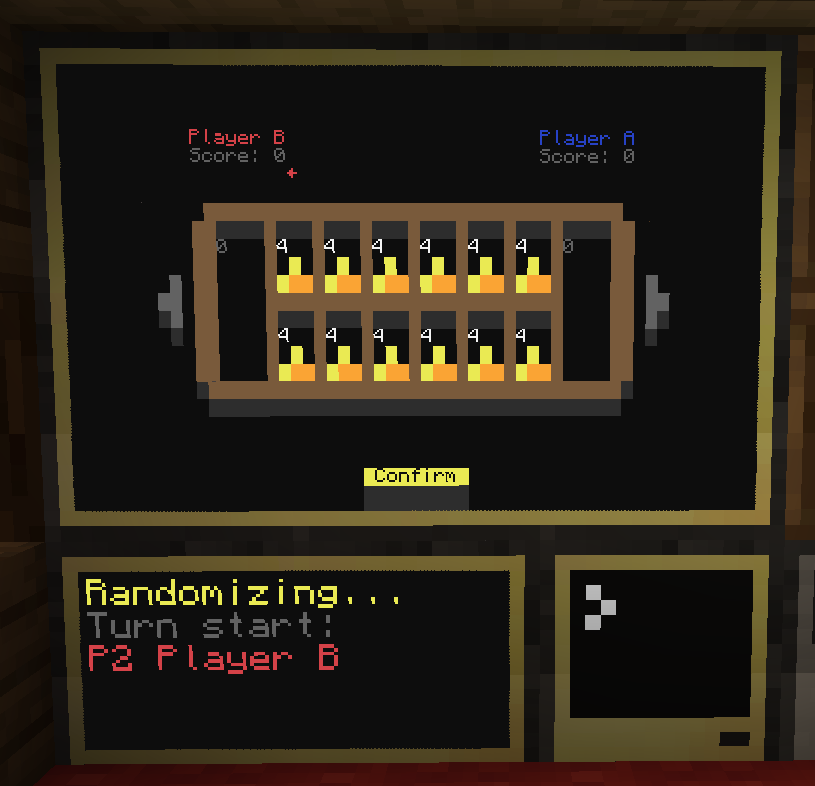 Player B Player A
Score: 0 Score: 0
0 4 4 4 4 4 4 0
4 4 4 4 4 4
Confirm
Randomizing...
Turn start:
P2 Player B
>